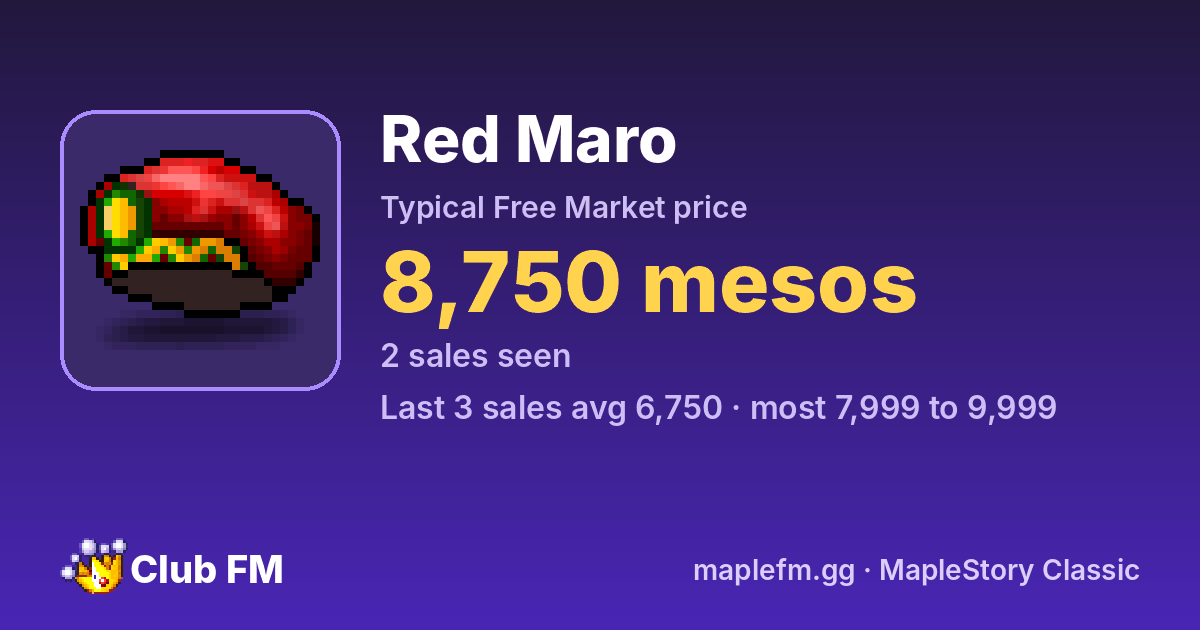 Red Maro
Typical Free Market price
8,750 mesos
2 sales seen
Last 3 sales avg 6,750 · most 7,999 to 9,999
Club FM
maplefm.gg · MapleStory Classic